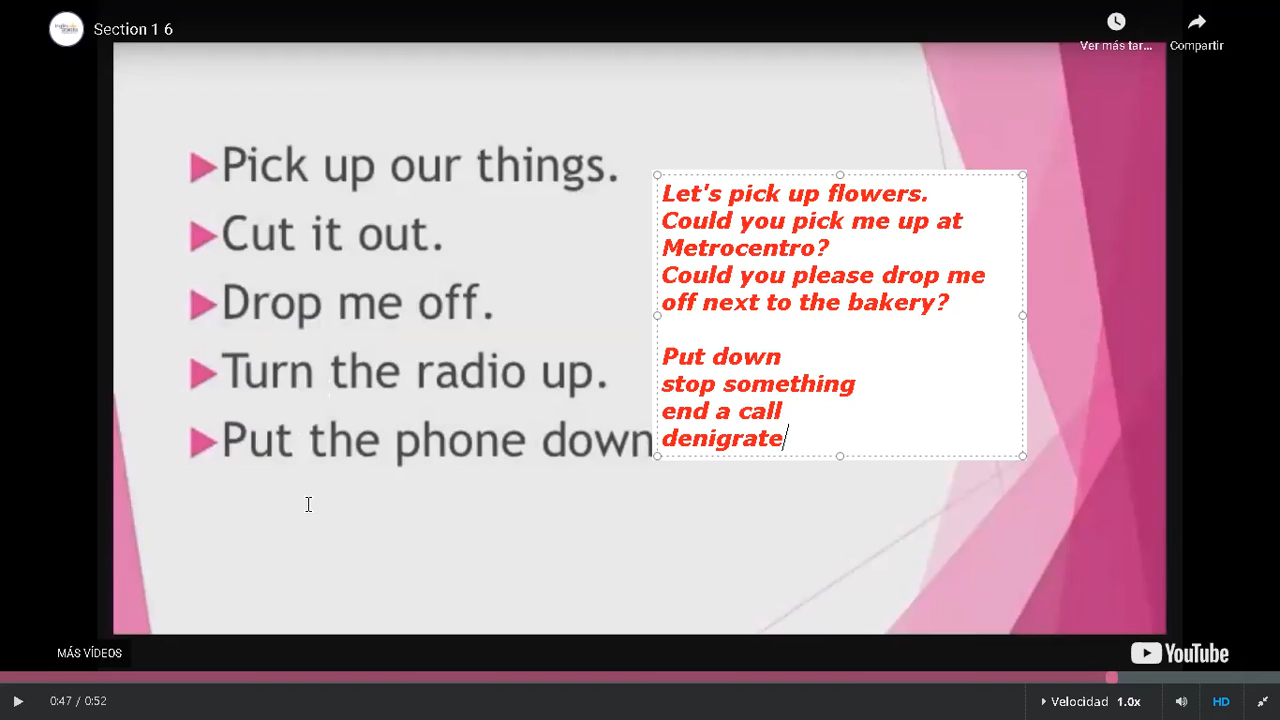 Section 1 6
Ver más tar...
Compartir
Pick up our things.
Cut it out.
Drop me off.
Turn the radio up.
Put the phone down
Let's pick up flowers.
Could you pick me up at
Metrocentro?
Could you please drop me
off next to the bakery?
Put down
stop something
end a call
denigrate
MÁS VÍDEOS
YouTube
0:47 / 0:52
Velocidad 1.0x
HD